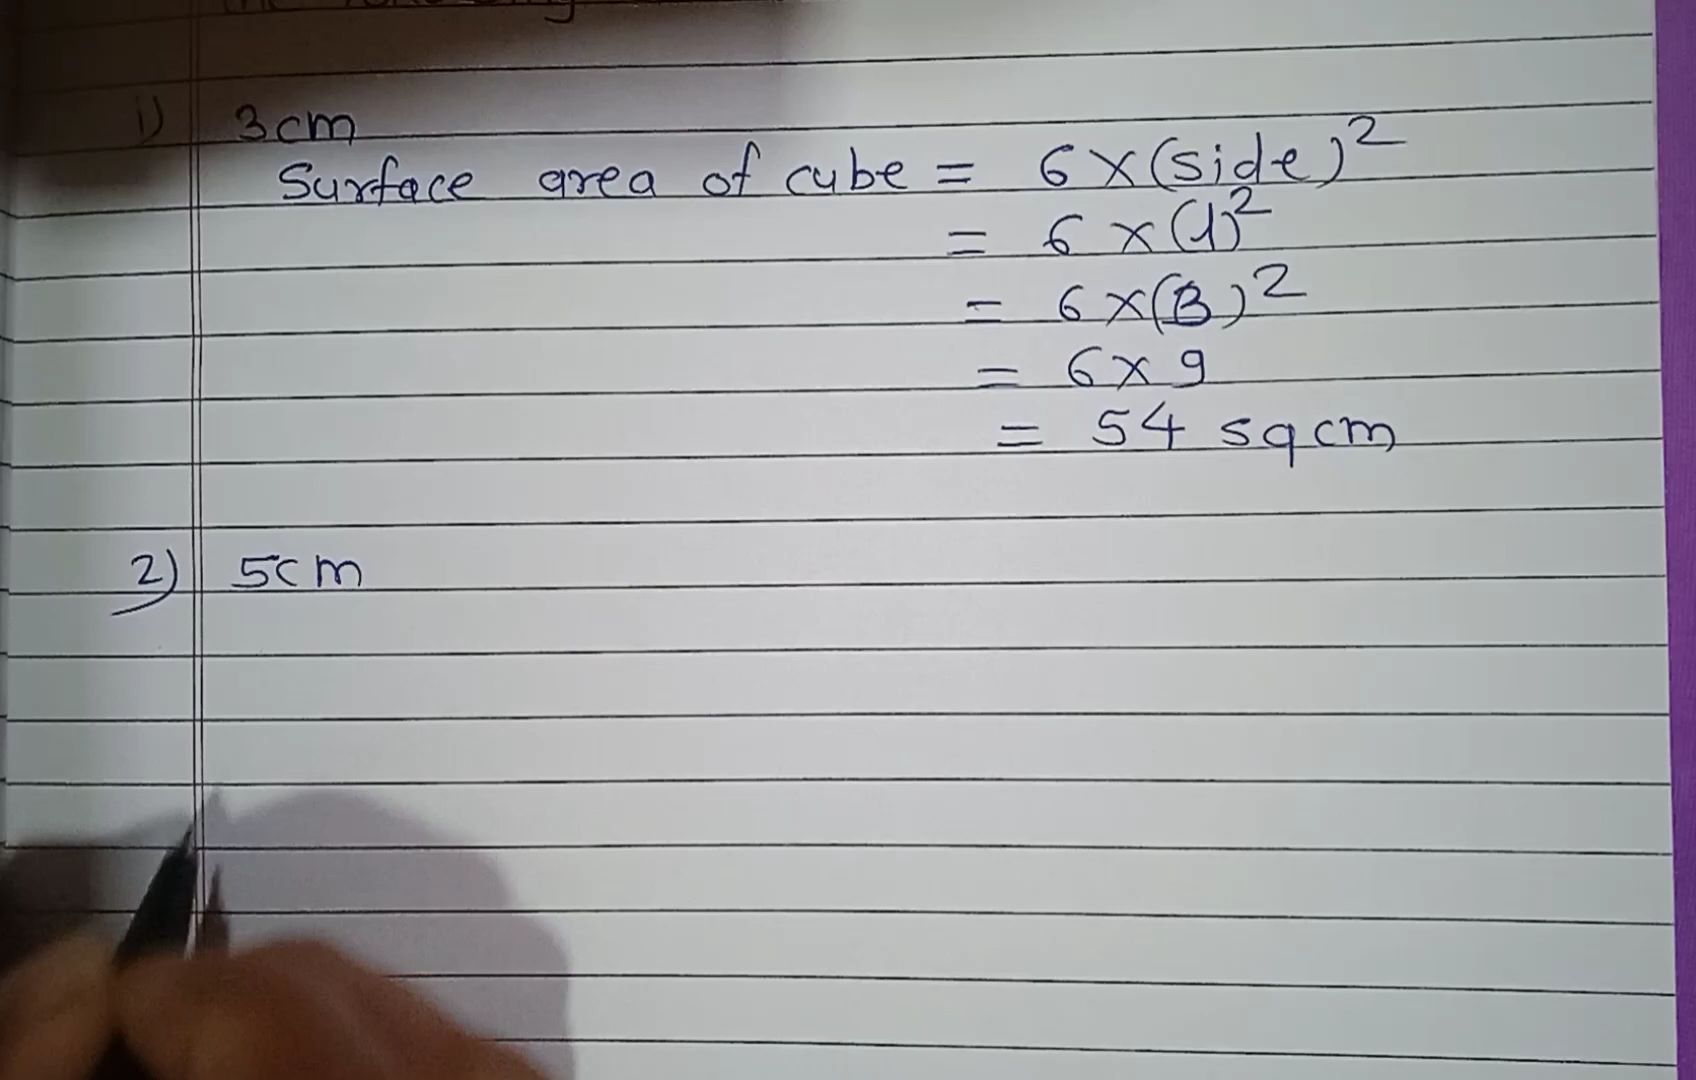 1) 3cm
Surface area of cube = 6×(side)²
= 6×(l)²
= 6×(3)²
= 6×9
= 54 sqcm
2) 5cm